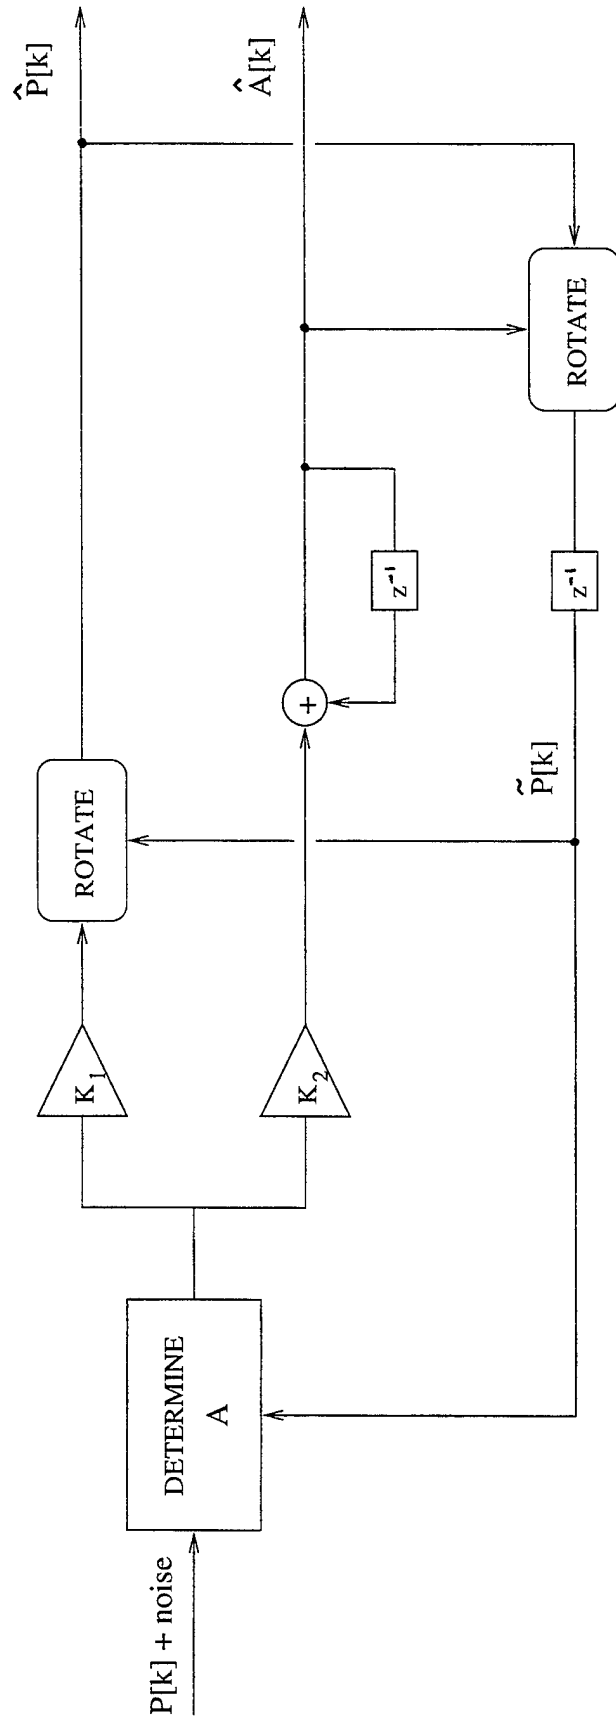 P[k] + noise
DETERMINE
A
K₁
K₂
ROTATE
+
z⁻¹
P̃[k]
z⁻¹
ROTATE
P̂[k]
Â[k]